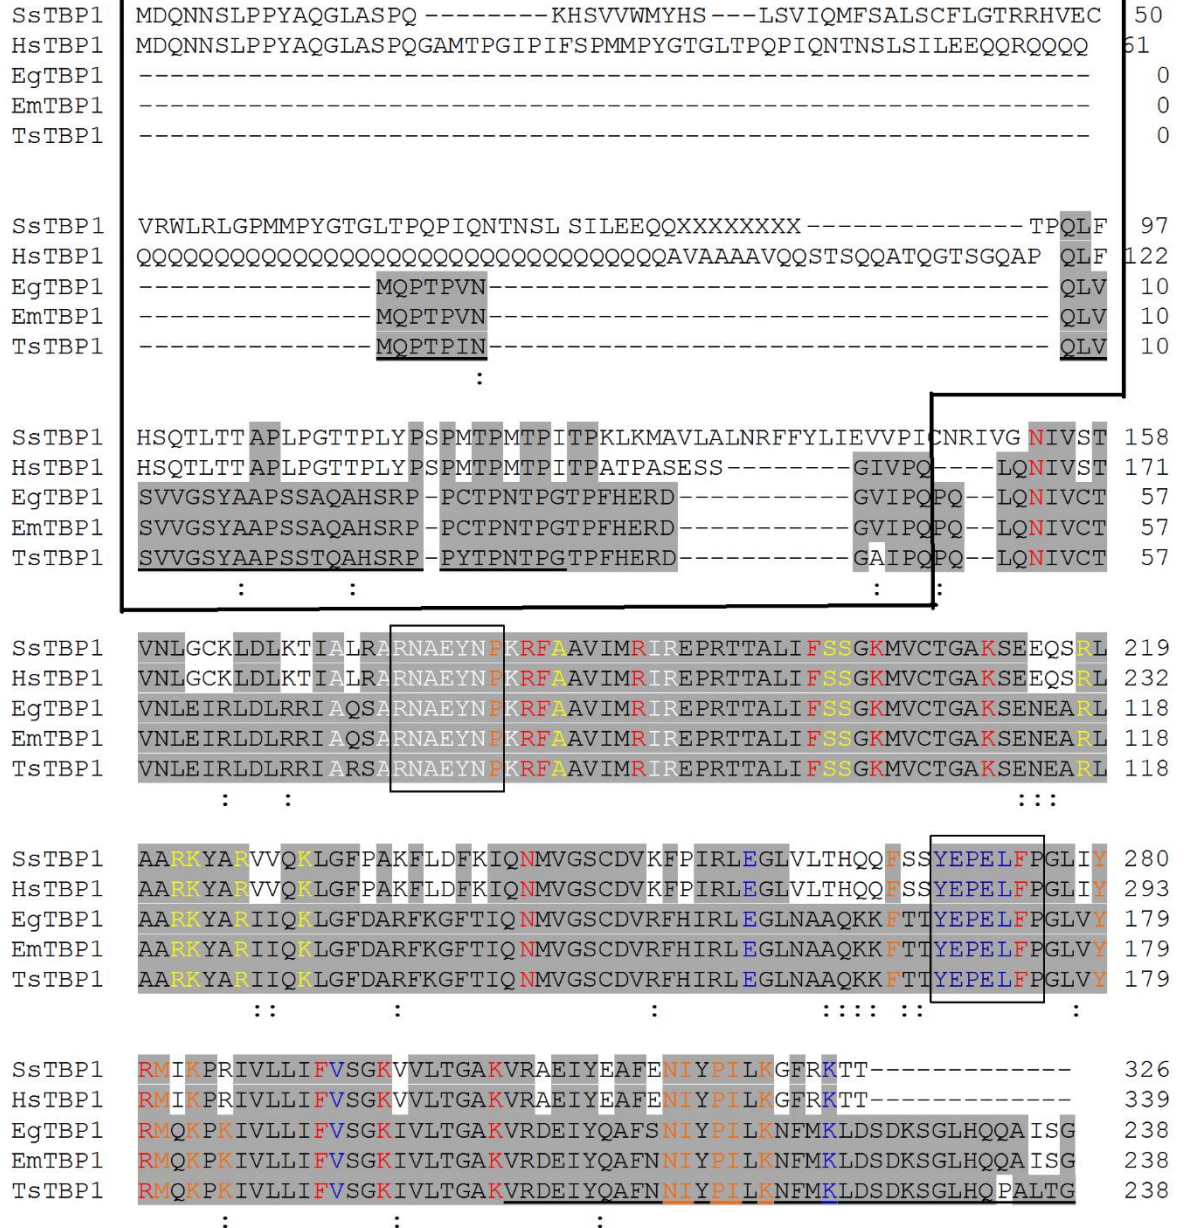 SsTBP1 MDQNNSLPPYAQGLASPQ --------KHSVVWMYHS---LSVIQMFSALSCFLGTRRHVEC 50
HsTBP1 MDQNNSLPPYAQGLASPQGAMTPGIPIFSPMMPYGTGLTPQPIQNTNSLSILEEQQRQQQQ 61
EgTBP1 ------------------------------------------------------------- 0
EmTBP1 ------------------------------------------------------------- 0
TsTBP1 ------------------------------------------------------------- 0
SsTBP1 VRWLRLGPMMPYGTGLTPQPIQNTNSL SILEEQQXXXXXXXX--------------TPQLF 97
HsTBP1 QQQQQQQQQQQQQQQQQQQQQQQQQQQQQQQQQQAVAAAAVQQSTSQQATQGTSGQAP QLF 122
EgTBP1 ---------------MQPTPVN----------------------------------- QLV 10
EmTBP1 ---------------MQPTPVN----------------------------------- QLV 10
TsTBP1 ---------------MQPTPIN----------------------------------- QLV 10
:
SsTBP1 HSQTLTTAPLPGTTPLYPSPMTPMTPITPKLKMAVLALNRFFYLIEVVPICNRIVG NIVST 158
HsTBP1 HSQTLTTAPLPGTTPLYPSPMTPMTPITPATPASESS--------GIVPQ----LQNIVST 171
EgTBP1 SVVGSYAAPSSAQAHSRP-PCTPNTPGTPFHERD-----------GVIPQPQ--LQNIVCT 57
EmTBP1 SVVGSYAAPSSAQAHSRP-PCTPNTPGTPFHERD-----------GVIPQPQ--LQNIVCT 57
TsTBP1 SVVGSYAAPSSTQAHSRP-PYTPNTPGTPFHERD-----------GAIPQPQ--LQNIVCT 57
: : : :
SsTBP1 VNLGCKLDLKTIALRARNAEYNPKRFAAVIMRIREPRTTALIFSSGKMVCTGAKSEEQSRL 219
HsTBP1 VNLGCKLDLKTIALRARNAEYNPKRFAAVIMRIREPRTTALIFSSGKMVCTGAKSEEQSRL 232
EgTBP1 VNLEIRLDLRRIAQSARNAEYNPKRFAAVIMRIREPRTTALIFSSGKMVCTGAKSENEARL 118
EmTBP1 VNLEIRLDLRRIAQSARNAEYNPKRFAAVIMRIREPRTTALIFSSGKMVCTGAKSENEARL 118
TsTBP1 VNLEIRLDLRRIARSARNAEYNPKRFAAVIMRIREPRTTALIFSSGKMVCTGAKSENEARL 118
: : :::
SsTBP1 AARKYARVVQKLGFPAKFLDFKIQNMVGSCDVKFPIRLEGLVLTHQQFSSYEPELFPGLIY 280
HsTBP1 AARKYARVVQKLGFPAKFLDFKIQNMVGSCDVKFPIRLEGLVLTHQQFSSYEPELFPGLIY 293
EgTBP1 AARKYARIIQKLGFDARFKGFTIQNMVGSCDVRFHIRLEGLNAAQKKFTTYEPELFPGLVY 179
EmTBP1 AARKYARIIQKLGFDARFKGFTIQNMVGSCDVRFHIRLEGLNAAQKKFTTYEPELFPGLVY 179
TsTBP1 AARKYARIIQKLGFDARFKGFTIQNMVGSCDVRFHIRLEGLNAAQKKFTTYEPELFPGLVY 179
:: : : :::: :: :
SsTBP1 RMIKPRIVLLIFVSGKVVLTGAKVRAEIYEAFENIYPILKGFRKTT------------- 326
HsTBP1 RMIKPRIVLLIFVSGKVVLTGAKVRAEIYEAFENIYPILKGFRKTT------------- 339
EgTBP1 RMQKPKIVLLIFVSGKIVLTGAKVRDEIYQAFSNIYPILKNFMKLDSDKSGLHQQAISG 238
EmTBP1 RMQKPKIVLLIFVSGKIVLTGAKVRDEIYQAFNNIYPILKNFMKLDSDKSGLHQQAISG 238
TsTBP1 RMQKPKIVLLIFVSGKIVLTGAKVRDEIYQAFNNIYPILKNFMKLDSDKSGLHQPALTG 238
: : :